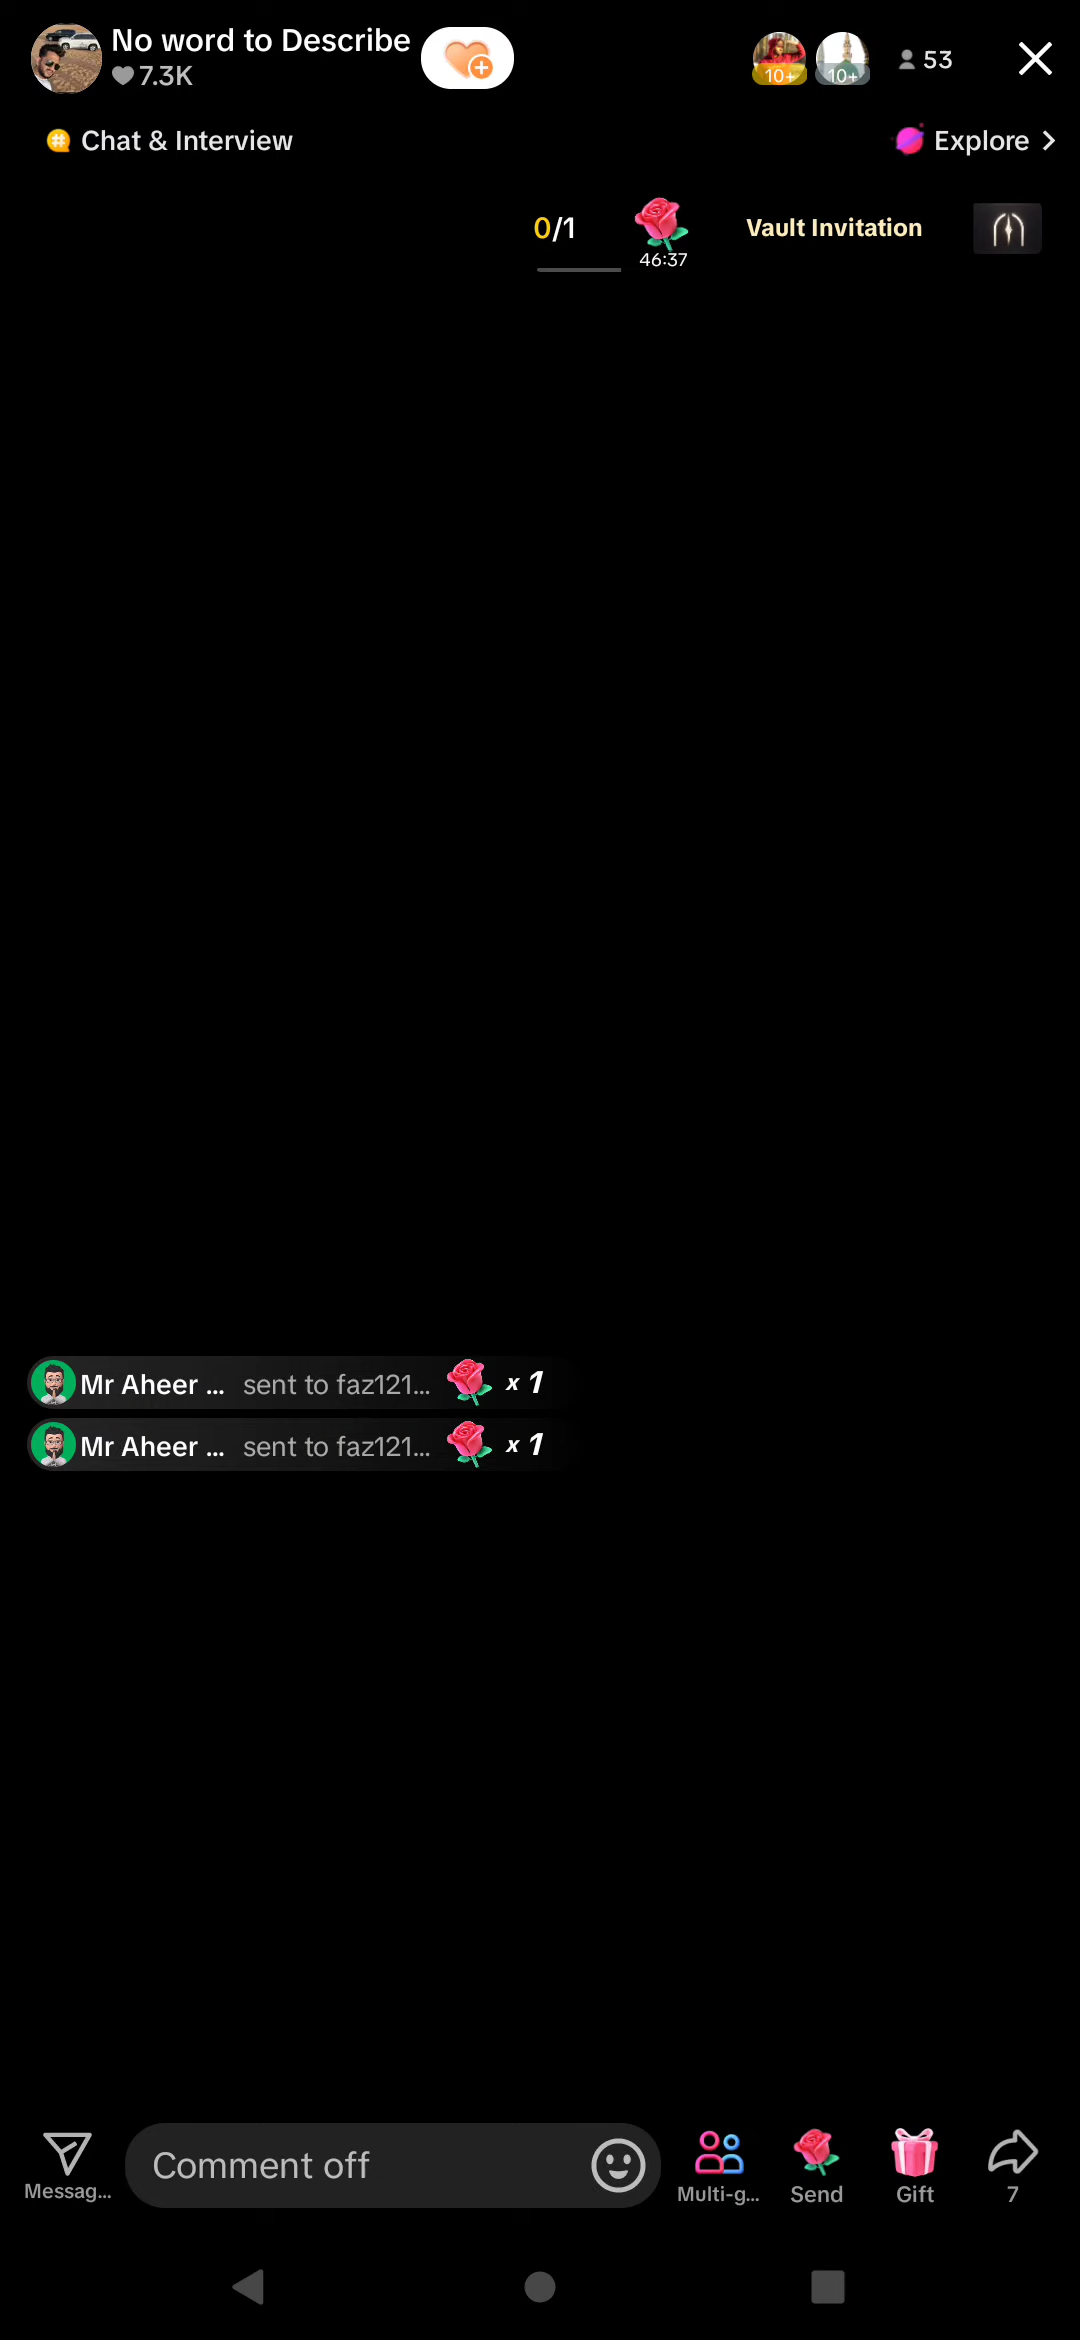 No word to Describe
7.3K
10+
10+
53
Chat & Interview
Explore
0/1
46:37
Vault Invitation
Mr Aheer ... sent to faz121... x 1
Mr Aheer ... sent to faz121... x 1
Comment off
Messag...
Multi-g...
Send
Gift
7